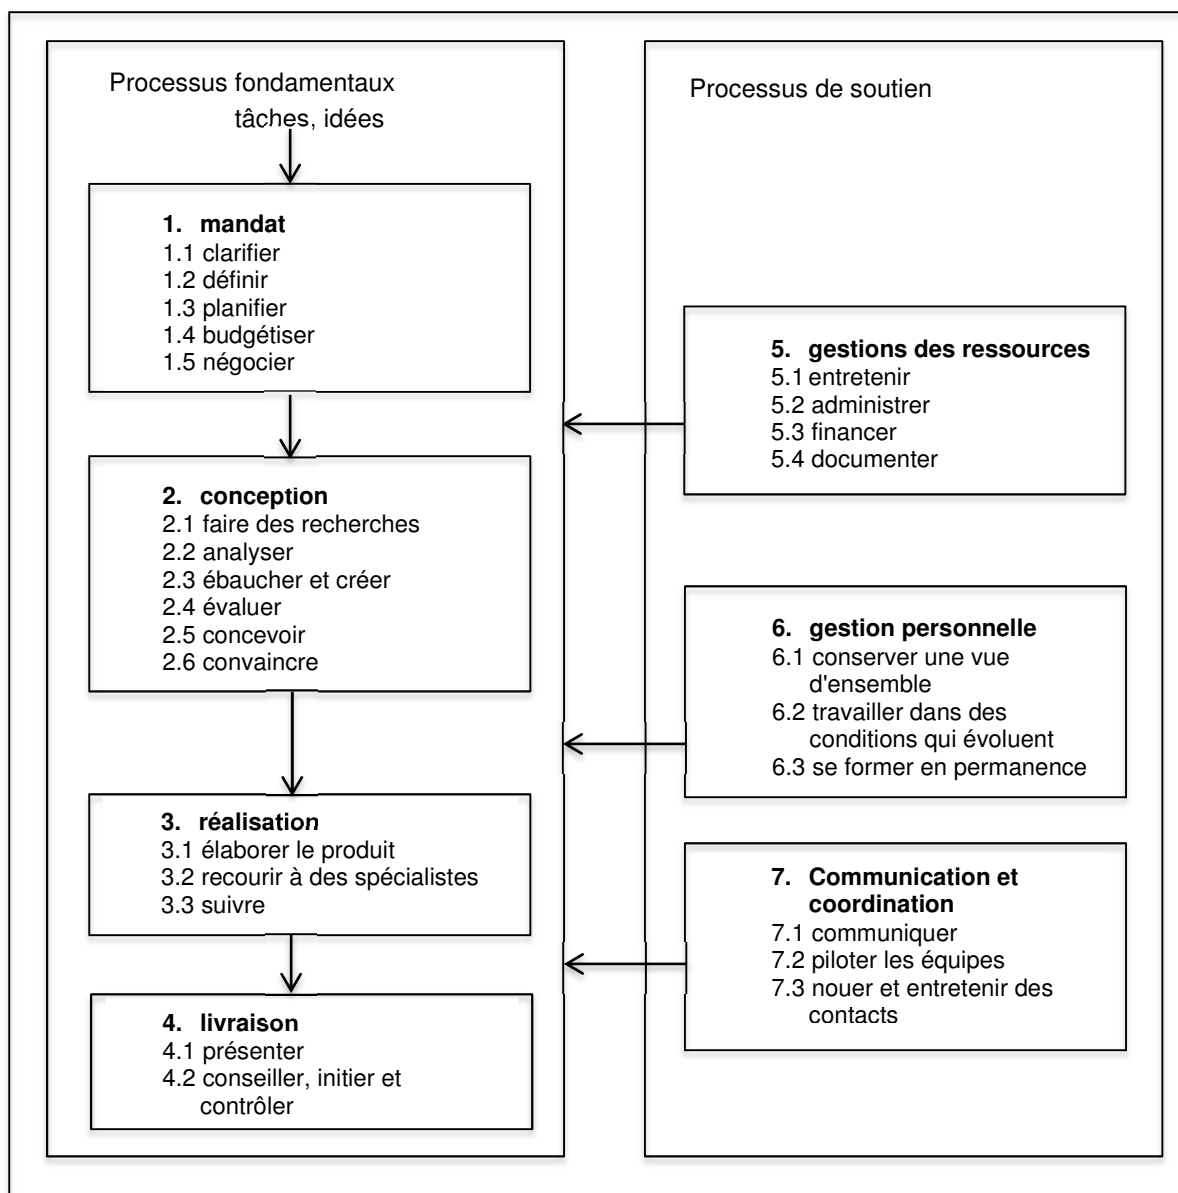 Processus fondamentaux
tâches, idées
1. mandat
1.1 clarifier
1.2 définir
1.3 planifier
1.4 budgétiser
1.5 négocier
2. conception
2.1 faire des recherches
2.2 analyser
2.3 ébaucher et créer
2.4 évaluer
2.5 concevoir
2.6 convaincre
3. réalisation
3.1 élaborer le produit
3.2 recourir à des spécialistes
3.3 suivre
4. livraison
4.1 présenter
4.2 conseiller, initier et
contrôler
Processus de soutien
5. gestions des ressources
5.1 entretenir
5.2 administrer
5.3 financer
5.4 documenter
6. gestion personnelle
6.1 conserver une vue
d'ensemble
6.2 travailler dans des
conditions qui évoluent
6.3 se former en permanence
7. Communication et
coordination
7.1 communiquer
7.2 piloter les équipes
7.3 nouer et entretenir des
contacts